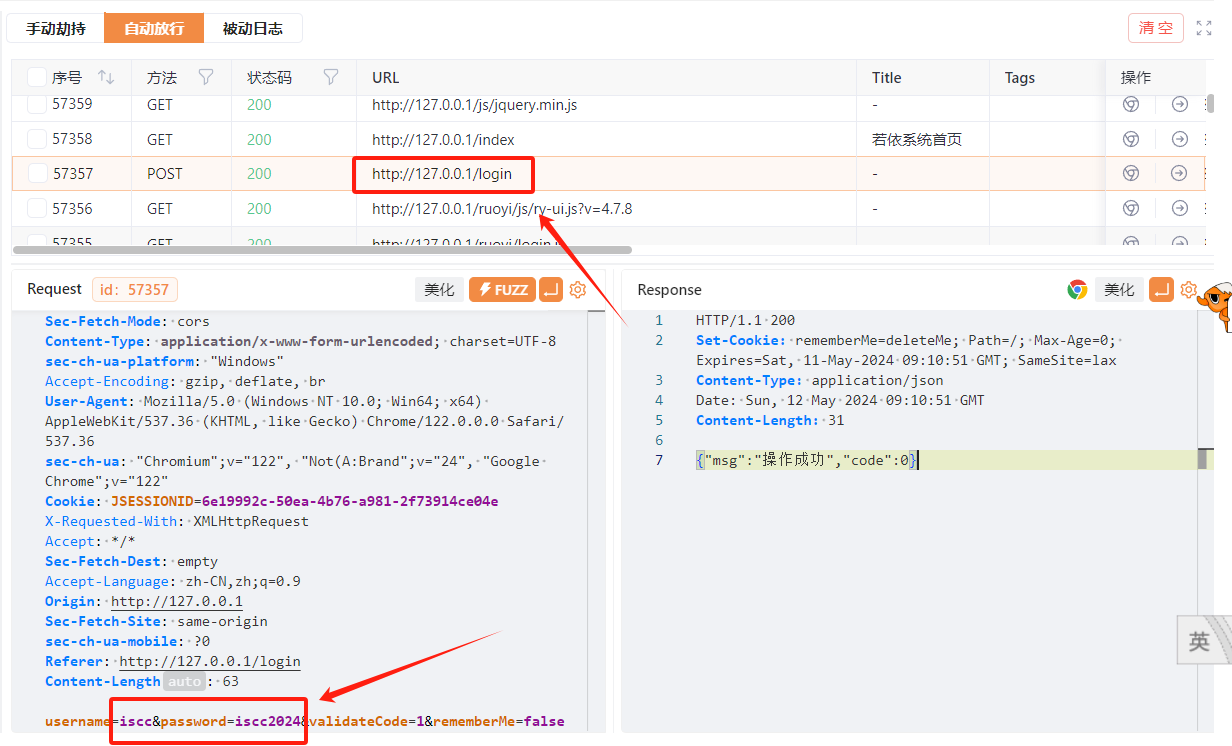 手动劫持 自动放行 被动日志 清 空
序号 方法 状态码 URL Title Tags 操作
57359 GET 200 http://127.0.0.1/js/jquery.min.js -
57358 GET 200 http://127.0.0.1/index 若依系统首页
57357 POST 200 http://127.0.0.1/login -
57356 GET 200 http://127.0.0.1/ruoyi/js/ry-ui.js?v=4.7.8 -
57355 GET 200 http://127.0.0.1/ruoyi/login.
Request id: 57357 美化 FUZZ
Sec-Fetch-Mode: cors
Content-Type: application/x-www-form-urlencoded; charset=UTF-8
sec-ch-ua-platform: "Windows"
Accept-Encoding: gzip, deflate, br
User-Agent: Mozilla/5.0 (Windows NT 10.0; Win64; x64)
AppleWebKit/537.36 (KHTML, like Gecko) Chrome/122.0.0.0 Safari/
537.36
sec-ch-ua: "Chromium";v="122", "Not(A:Brand";v="24", "Google
Chrome";v="122"
Cookie: JSESSIONID=6e19992c-50ea-4b76-a981-2f73914ce04e
X-Requested-With: XMLHttpRequest
Accept: */*
Sec-Fetch-Dest: empty
Accept-Language: zh-CN,zh;q=0.9
Origin: http://127.0.0.1
Sec-Fetch-Site: same-origin
sec-ch-ua-mobile: ?0
Referer: http://127.0.0.1/login
Content-Length auto : 63
username=iscc&password=iscc2024&validateCode=1&rememberMe=false
Response 美化
1 HTTP/1.1 200
2 Set-Cookie: rememberMe=deleteMe; Path=/; Max-Age=0;
Expires=Sat, 11-May-2024 09:10:51 GMT; SameSite=lax
3 Content-Type: application/json
4 Date: Sun, 12 May 2024 09:10:51 GMT
5 Content-Length: 31
6
7 {"msg":"操作成功","code":0}
英